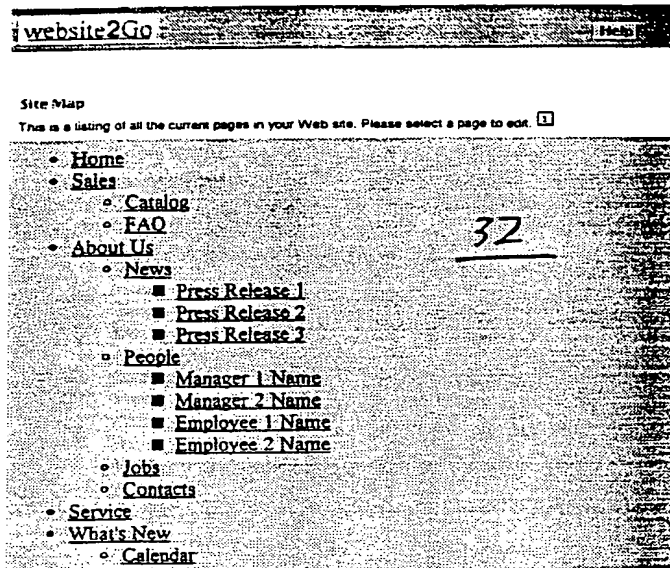 website2Go Help
Site Map
This is a listing of all the current pages in your Web site. Please select a page to edit. 1
Home
Sales
Catalog
FAQ
32
About Us
News
Press Release 1
Press Release 2
Press Release 3
People
Manager 1 Name
Manager 2 Name
Employee 1 Name
Employee 2 Name
Jobs
Contacts
Service
What's New
Calendar